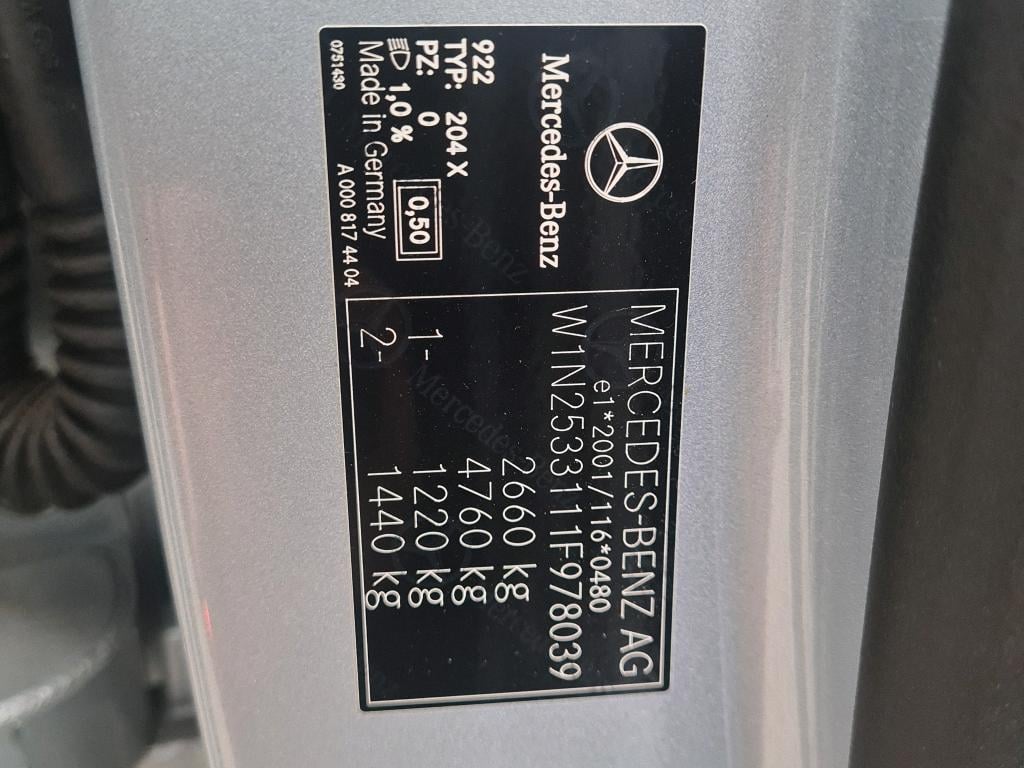 Mercedes-Benz
922
TYP: 204 X
PZ: 0
1,0 %
0,50
Made in Germany
0751430
A 000 817 44 04
MERCEDES-BENZ AG
e1*2001/116*0480
W1N2533111F978039
2660 kg
4760 kg
1- 1220 kg
2- 1440 kg